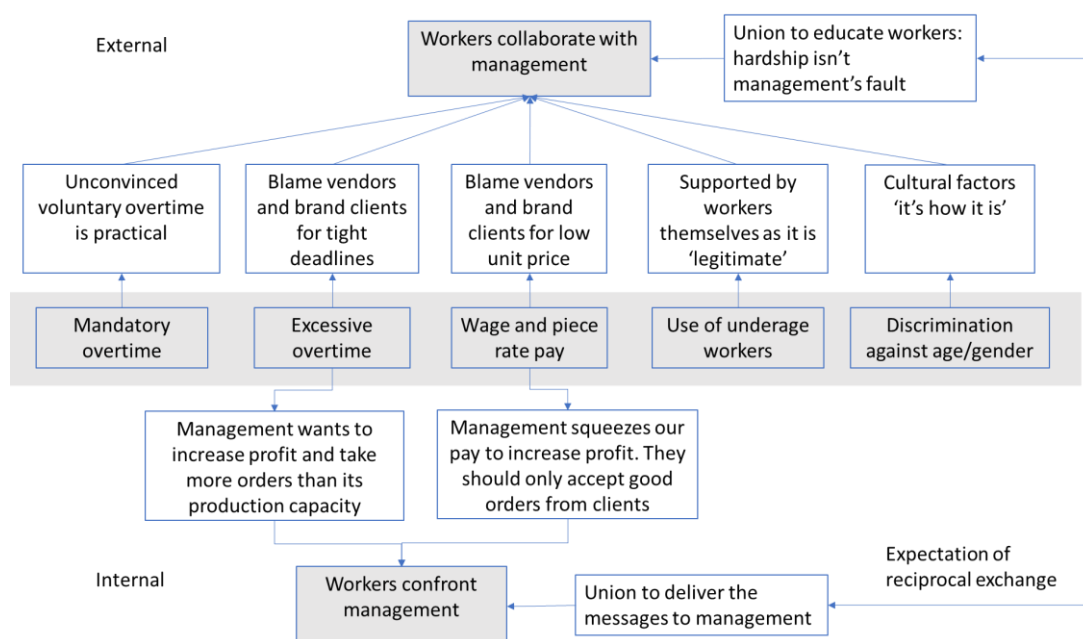 External
Workers collaborate with
management
Union to educate workers:
hardship isn't
management's fault
Unconvinced
voluntary overtime
is practical
Blame vendors
and brand clients
for tight
deadlines
Blame vendors
and brand
clients for low
unit price
Supported by
workers
themselves as it is
'legitimate'
Cultural factors
'it's how it is'
Mandatory
overtime
Excessive
overtime
Wage and piece
rate pay
Use of underage
workers
Discrimination
against age/gender
Management wants to
increase profit and take
more orders than its
production capacity
Management squeezes our
pay to increase profit. They
should only accept good
orders from clients
Internal
Workers confront
management
Union to deliver the
messages to management
Expectation of
reciprocal exchange